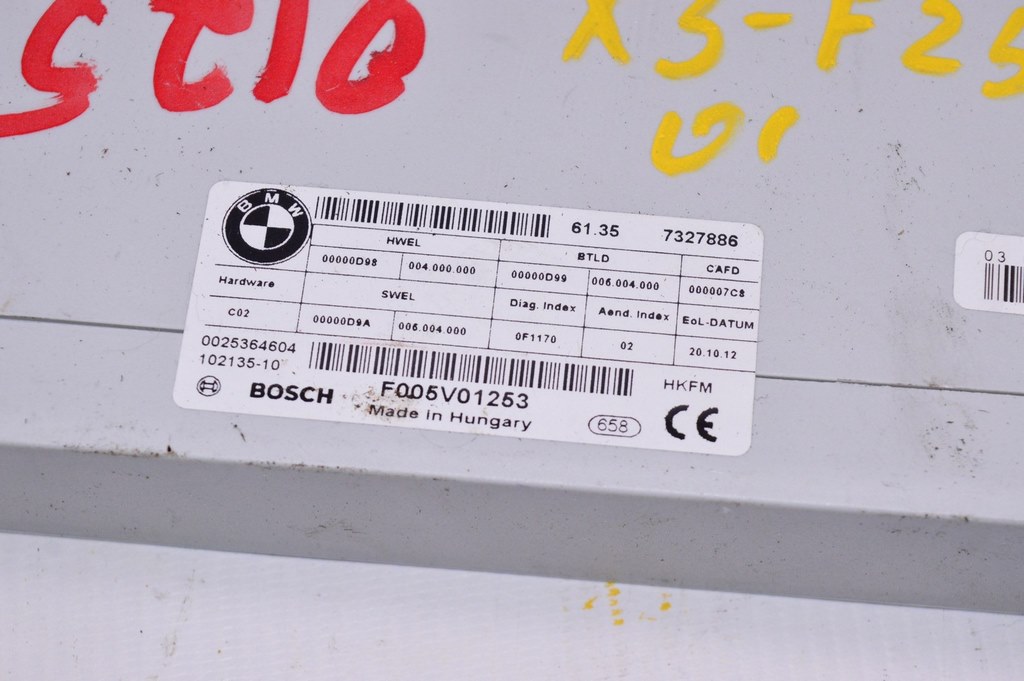 X3-F25
01
BMW
61.35 7327886
HWEL BTLD CAFD
00000D98 004.000.000 00000D99 006.004.000 000007C8
Hardware SWEL Diag. Index Aend. Index EoL-DATUM
C02 00000D9A 006.004.000 0F1170 02 20.10.12
0025364604
102135-10
HKFM
BOSCH F005V01253
Made in Hungary
658
CE
03